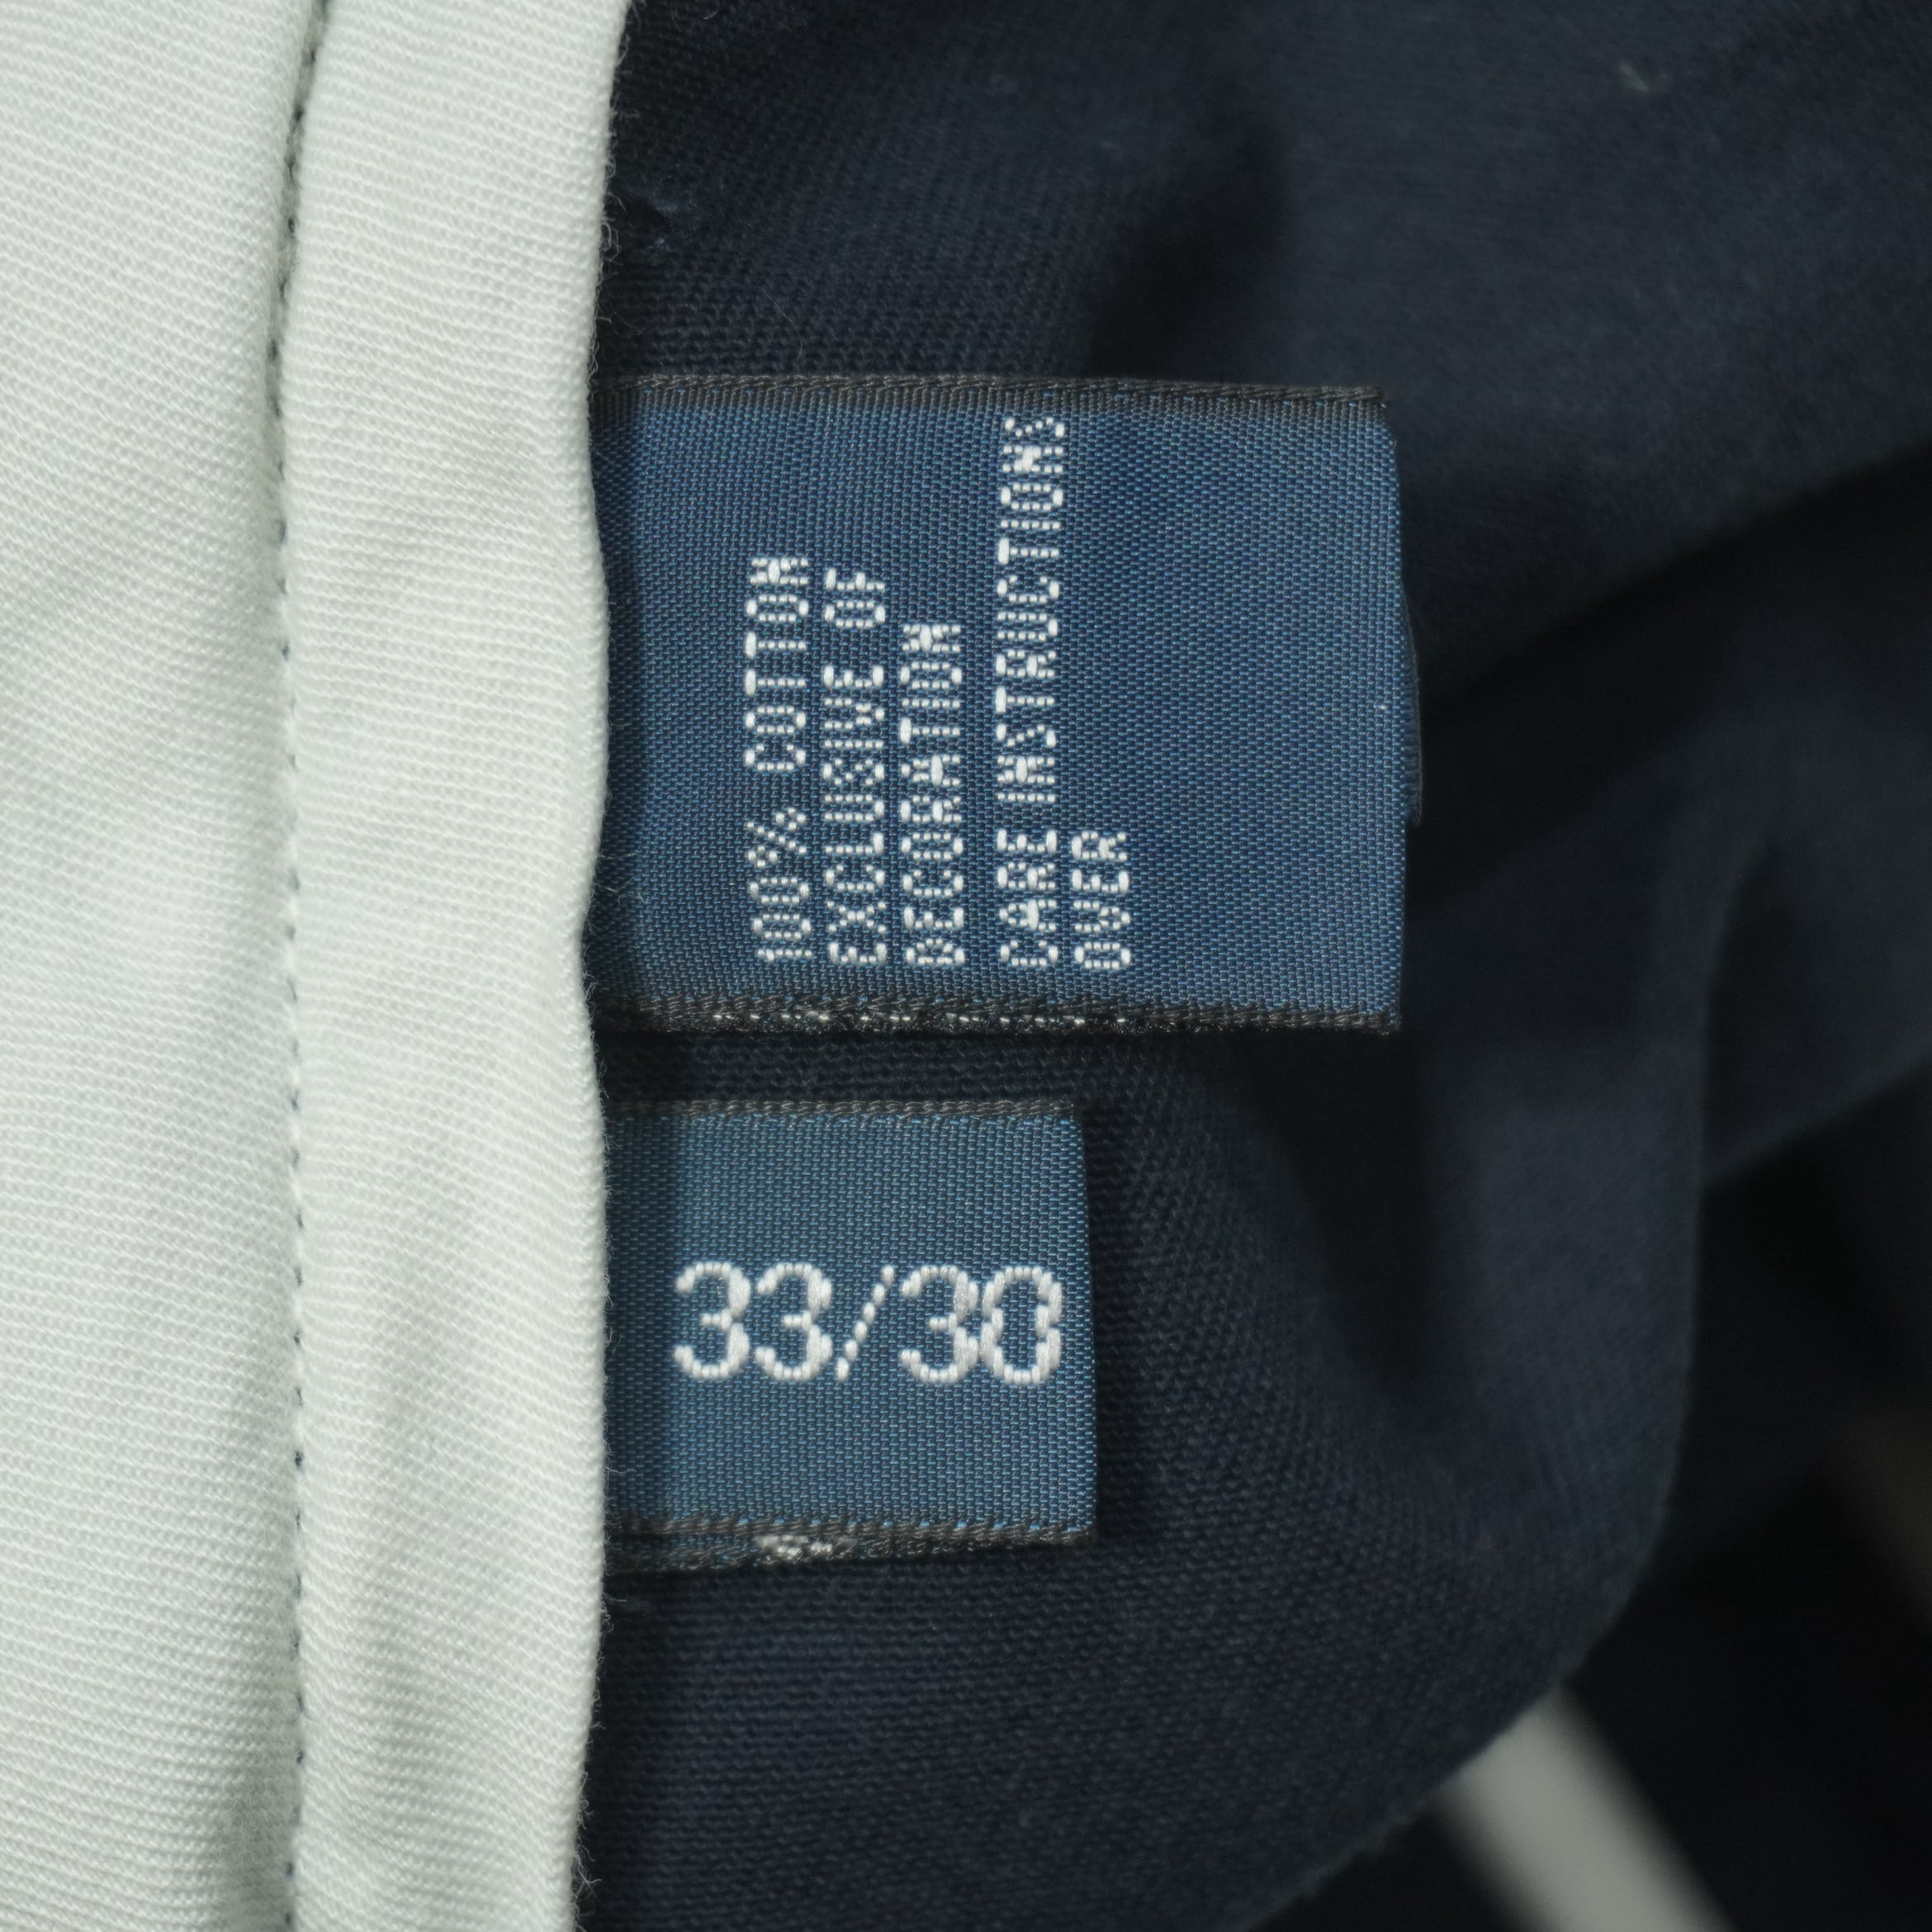 100% COTTON
EXCLUSIVE OF
DECORATION
CARE INSTRUCTIONS
OVER
33/30